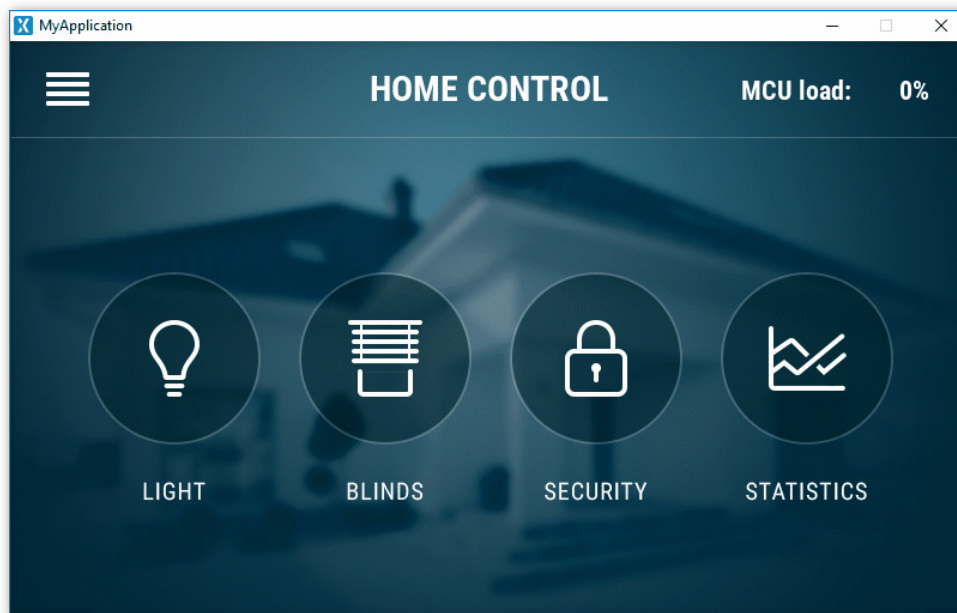 MyApplication
HOME CONTROL
MCU load: 0%
LIGHT
BLINDS
SECURITY
STATISTICS